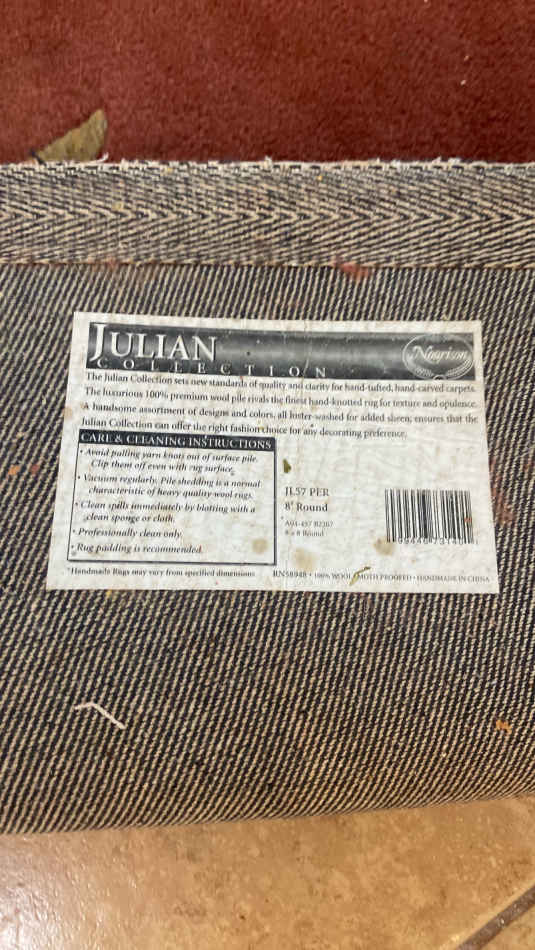 JULIAN
COLLECTION
Nourison
The Julian Collection sets new standards of quality and clarity for hand-tufted, hand-carved carpets.
The luxurious 100% premium wool pile rivals the finest hand-knotted rug for texture and opulence.
A handsome assortment of designs and colors, all luster-washed for added sheen, ensures that the
Julian Collection can offer the right fashion choice for any decorating preference.
CARE & CLEANING INSTRUCTIONS
• Avoid pulling yarn knots out of surface pile.
Clip them off even with rug surface.
• Vacuum regularly. Pile shedding is a normal
characteristic of heavy quality wool rugs.
• Clean spills immediately by blotting with a
clean sponge or cloth.
• Professionally clean only.
• Rug padding is recommended.
JL57 PER
8' Round
8 x 8 Round
*Handmade Rugs may vary from specified dimensions
RN58948 • 100% WOOL • MOTH PROOFED • HANDMADE IN CHINA